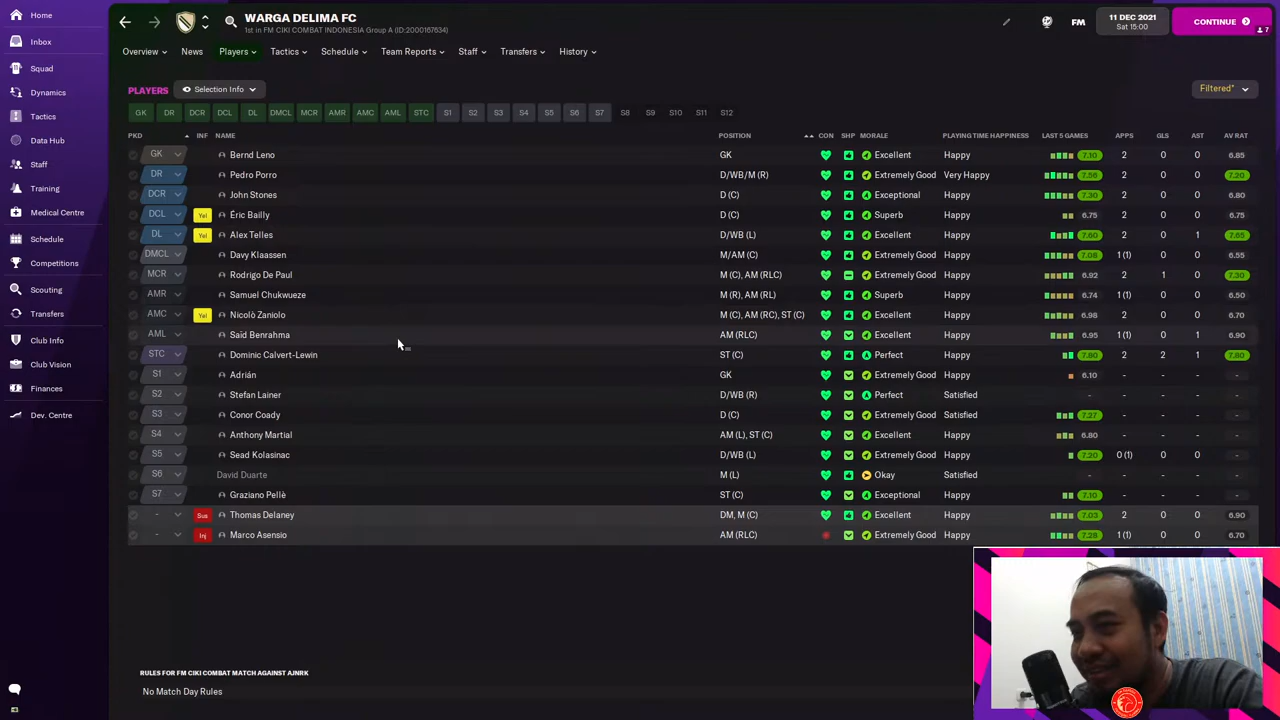 Home
WARGA DELIMA FC
1st in FM CIKI COMBAT INDONESIA Group A (ID:2000167634)
FM
11 DEC 2021
Sat 15:00
CONTINUE
7
Inbox
Overview
News
Players
Tactics
Schedule
Team Reports
Staff
Transfers
History
Squad
Dynamics
Tactics
Data Hub
Staff
Training
Medical Centre
Schedule
Competitions
Scouting
Transfers
Club Info
Club Vision
Finances
Dev. Centre
PLAYERS
Selection Info
Filtered*
GK DR DCR DCL DL DMCL MCR AMR AMC AML STC S1 S2 S3 S4 S5 S6 S7 S8 S9 S10 S11 S12
PKD INF NAME POSITION CON SHP MORALE PLAYING TIME HAPPINESS LAST 5 GAMES APPS GLS AST AV RAT
GK Bernd Leno GK Excellent Happy 7.10 2 0 0 6.85
DR Pedro Porro D/WB/M (R) Extremely Good Very Happy 7.56 2 0 0 7.20
DCR John Stones D (C) Exceptional Happy 7.30 2 0 0 6.80
DCL Yel Éric Bailly D (C) Superb Happy 6.75 2 0 0 6.75
DL Yel Alex Telles D/WB (L) Excellent Happy 7.60 2 0 1 7.65
DMCL Davy Klaassen M/AM (C) Excellent Happy 7.08 1 (1) 0 0 6.55
MCR Rodrigo De Paul M (C), AM (RLC) Extremely Good Happy 6.92 2 1 0 7.30
AMR Samuel Chukwueze M (R), AM (RL) Superb Happy 6.74 1 (1) 0 0 6.50
AMC Yel Nicolò Zaniolo M (C), AM (RC), ST (C) Excellent Happy 6.98 2 0 0 6.70
AML Saïd Benrahma AM (RLC) Excellent Happy 6.95 1 (1) 0 1 6.90
STC Dominic Calvert-Lewin ST (C) Perfect Happy 7.80 2 2 1 7.80
S1 Adrián GK Extremely Good Happy 6.10 - - - -
S2 Stefan Lainer D/WB (R) Perfect Satisfied - - - - -
S3 Conor Coady D (C) Extremely Good Satisfied 7.27 - - - -
S4 Anthony Martial AM (L), ST (C) Excellent Happy 6.80 - - - -
S5 Sead Kolasinac D/WB (L) Extremely Good Happy 7.20 0 (1) - - -
S6 David Duarte M (L) Okay Satisfied - - - - -
S7 Graziano Pellè ST (C) Exceptional Happy 7.10 - - - -
- Sus Thomas Delaney DM, M (C) Excellent Happy 7.03 2 0 0 6.90
- Inj Marco Asensio AM (RLC) Extremely Good Happy 7.28 1 (1) 0 0 6.70
RULES FOR FM CIKI COMBAT MATCH AGAINST AJNRK
No Match Day Rules